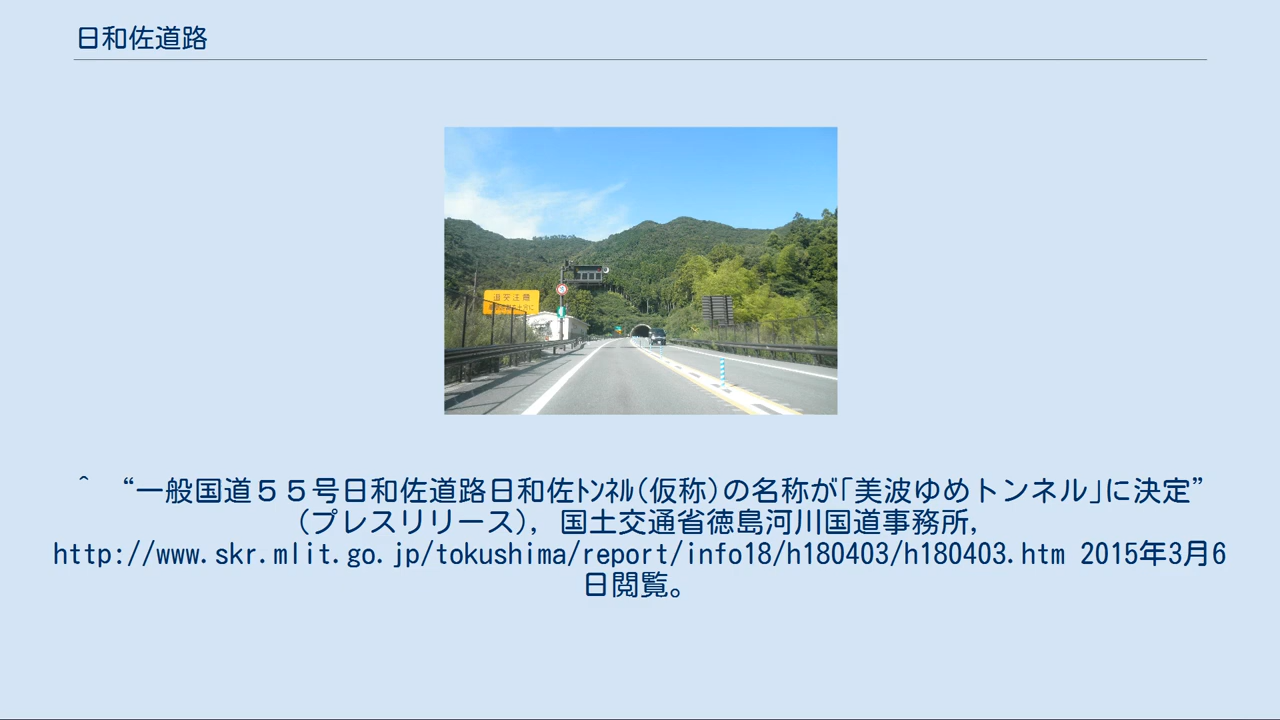 日和佐道路
^ “一般国道５５号日和佐道路日和佐ﾄﾝﾈﾙ(仮称)の名称が｢美波ゆめトンネル｣に決定”
(プレスリリース), 国土交通省徳島河川国道事務所,
http://www.skr.mlit.go.jp/tokushima/report/info18/h180403/h180403.htm 2015年3月6
日閲覧。